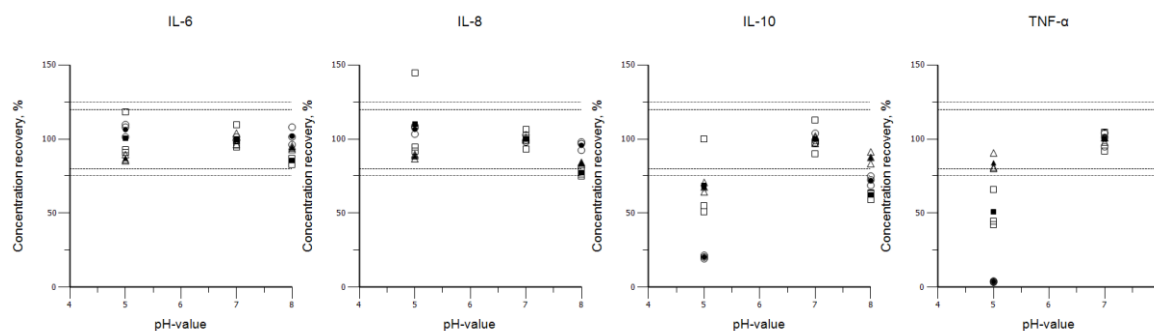 IL-6 IL-8 IL-10 TNF-α
Concentration recovery, %
150
100
50
0
4 5 6 7 8
pH-value
Concentration recovery, %
150
100
50
0
4 5 6 7 8
pH-value
Concentration recovery, %
150
100
50
0
4 5 6 7 8
pH-value
Concentration recovery, %
150
100
50
0
4 5 6 7 8
pH-value